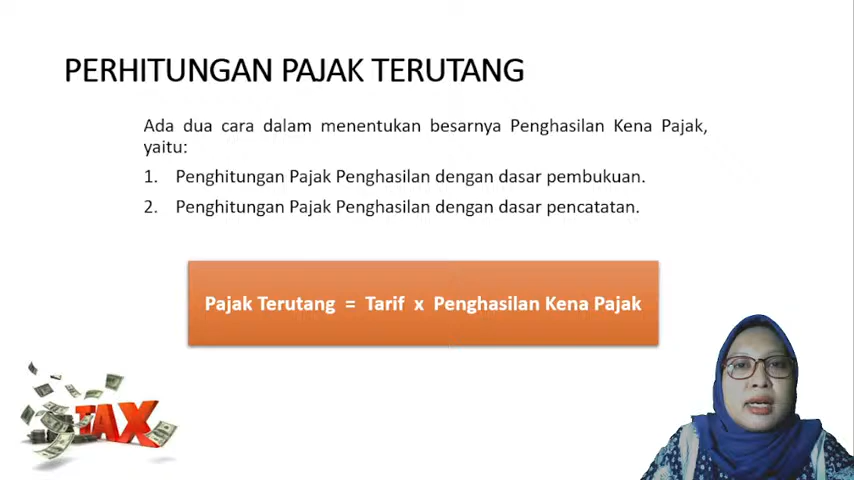 PERHITUNGAN PAJAK TERUTANG
Ada dua cara dalam menentukan besarnya Penghasilan Kena Pajak,
yaitu:
1. Penghitungan Pajak Penghasilan dengan dasar pembukuan.
2. Penghitungan Pajak Penghasilan dengan dasar pencatatan.
Pajak Terutang = Tarif x Penghasilan Kena Pajak
TAX